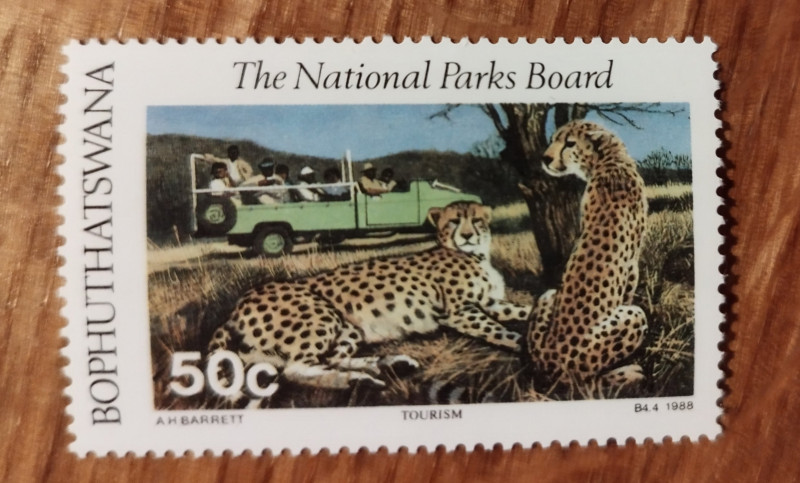 The National Parks Board
BOPHUTHATSWANA
50c
A H BARRETT
TOURISM
B4.4 1988